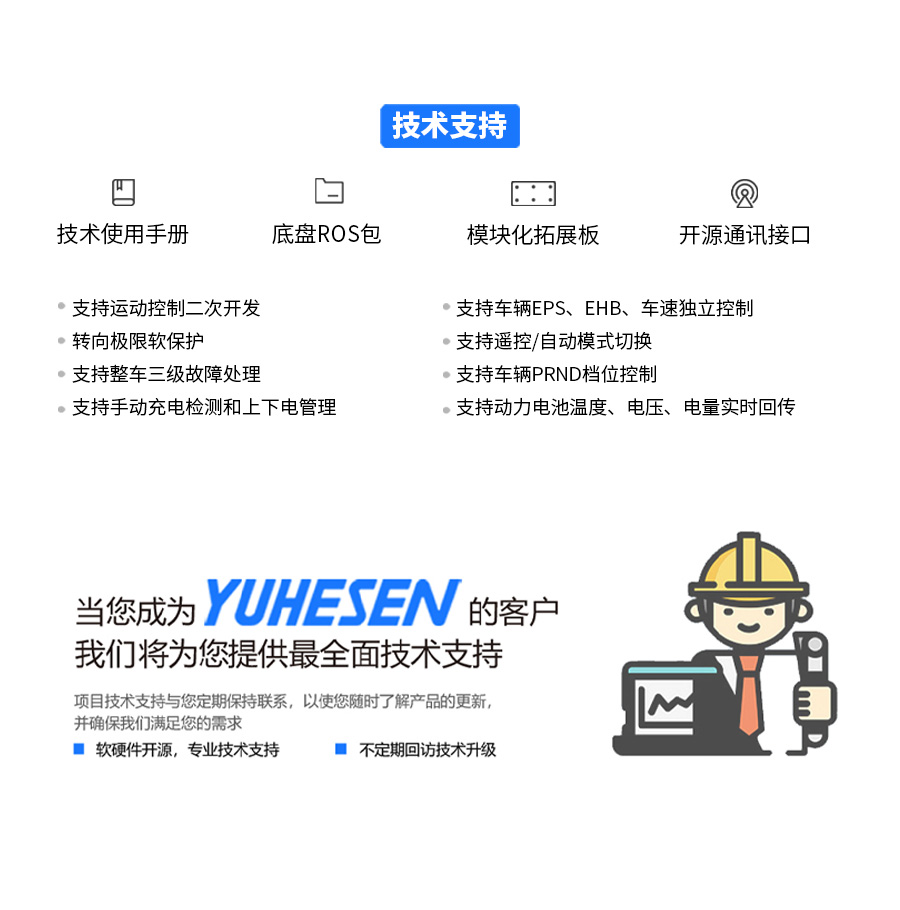 技术支持
技术使用手册
底盘ROS包
模块化拓展板
开源通讯接口
支持运动控制二次开发
转向极限软保护
支持整车三级故障处理
支持手动充电检测和上下电管理
支持车辆EPS、EHB、车速独立控制
支持遥控/自动模式切换
支持车辆PRND档位控制
支持动力电池温度、电压、电量实时回传
当您成为 YUHESEN 的客户
我们将为您提供最全面技术支持
项目技术支持与您定期保持联系，以使您随时了解产品的更新，
并确保我们满足您的需求
软硬件开源，专业技术支持
不定期回访技术升级